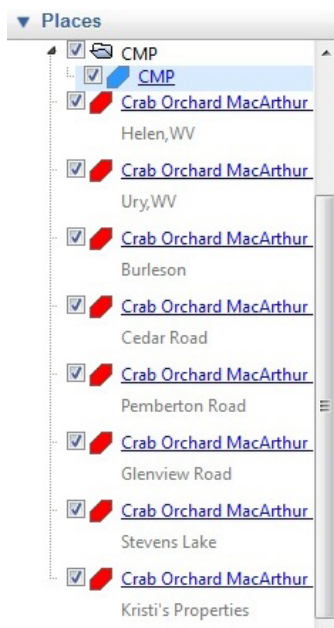 Places
CMP
CMP
Crab Orchard MacArthur
Helen,WV
Crab Orchard MacArthur
Ury,WV
Crab Orchard MacArthur
Burleson
Crab Orchard MacArthur
Cedar Road
Crab Orchard MacArthur
Pemberton Road
Crab Orchard MacArthur
Glenview Road
Crab Orchard MacArthur
Stevens Lake
Crab Orchard MacArthur
Kristi's Properties